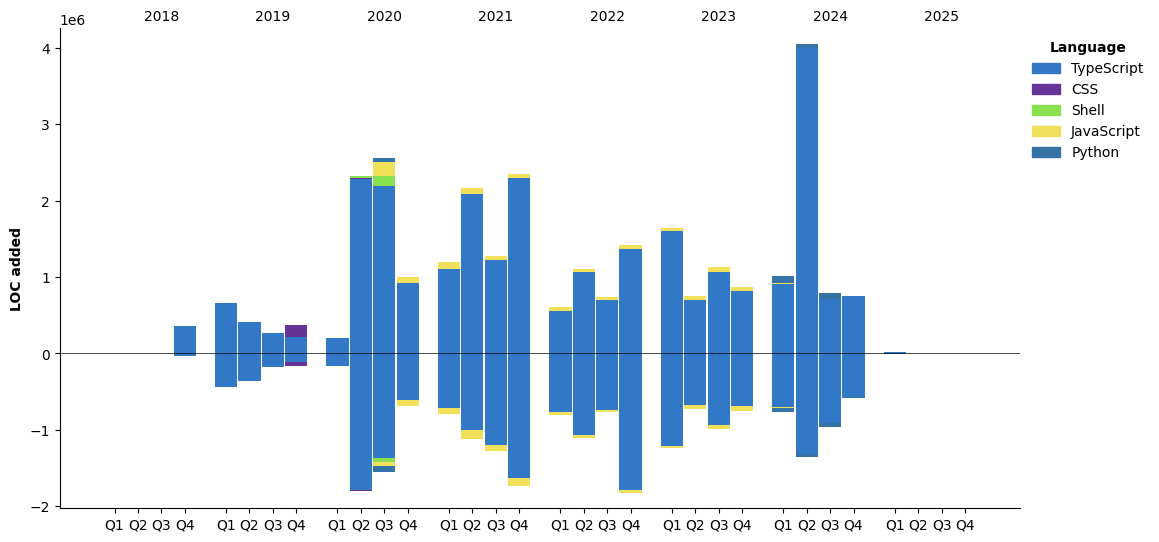 2018 2019 2020 2021 2022 2023 2024 2025
1e6
Language
TypeScript
CSS
Shell
JavaScript
Python
LOC added
4
3
2
1
0
−1
−2
Q1 Q2 Q3 Q4 Q1 Q2 Q3 Q4 Q1 Q2 Q3 Q4 Q1 Q2 Q3 Q4 Q1 Q2 Q3 Q4 Q1 Q2 Q3 Q4 Q1 Q2 Q3 Q4 Q1 Q2 Q3 Q4